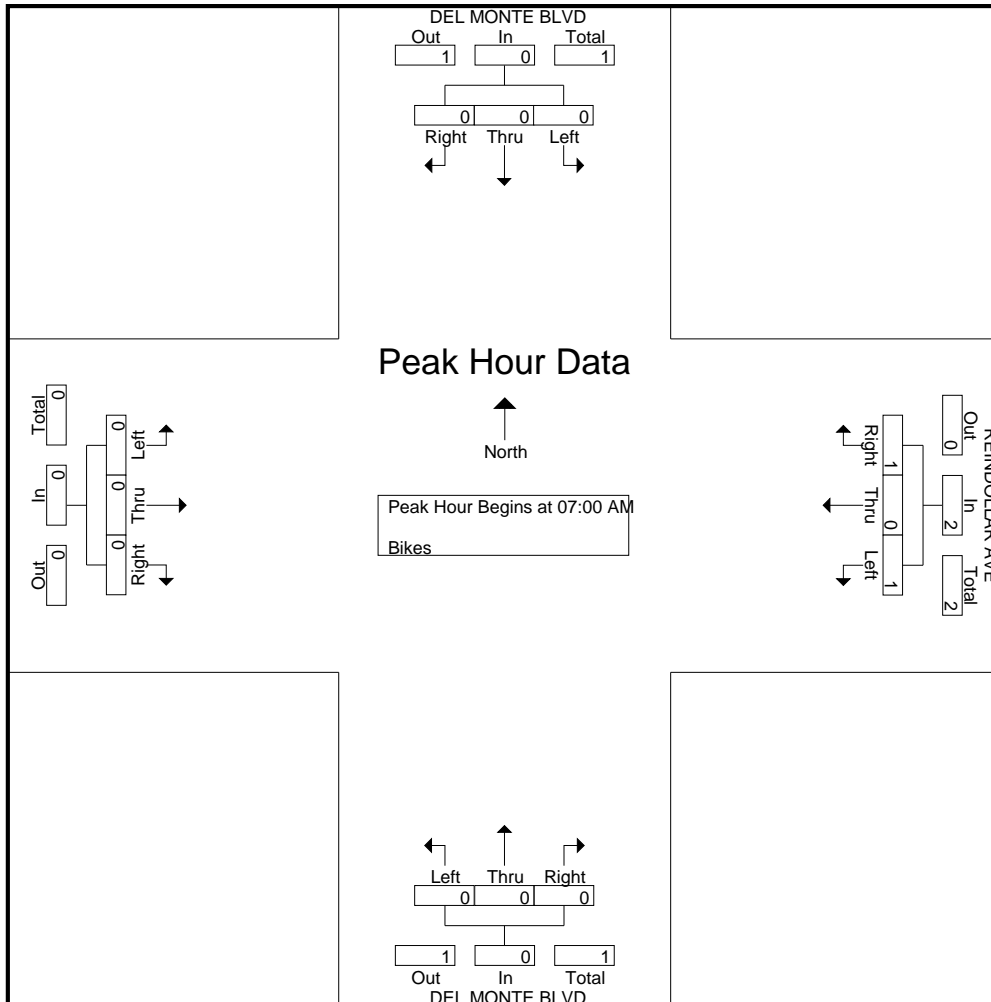 DEL MONTE BLVD
Out In Total
1 0 1
0 0 0
Right Thru Left
Peak Hour Data
North
Peak Hour Begins at 07:00 AM
Bikes
Total In Out
0 0 0
0 0 0
Left Thru Right
Right Thru Left
1 0 1
Out In Total
0 2 2
REINDOLLAR AVE
Left Thru Right
0 0 0
1 0 1
Out In Total
DEL MONTE BLVD